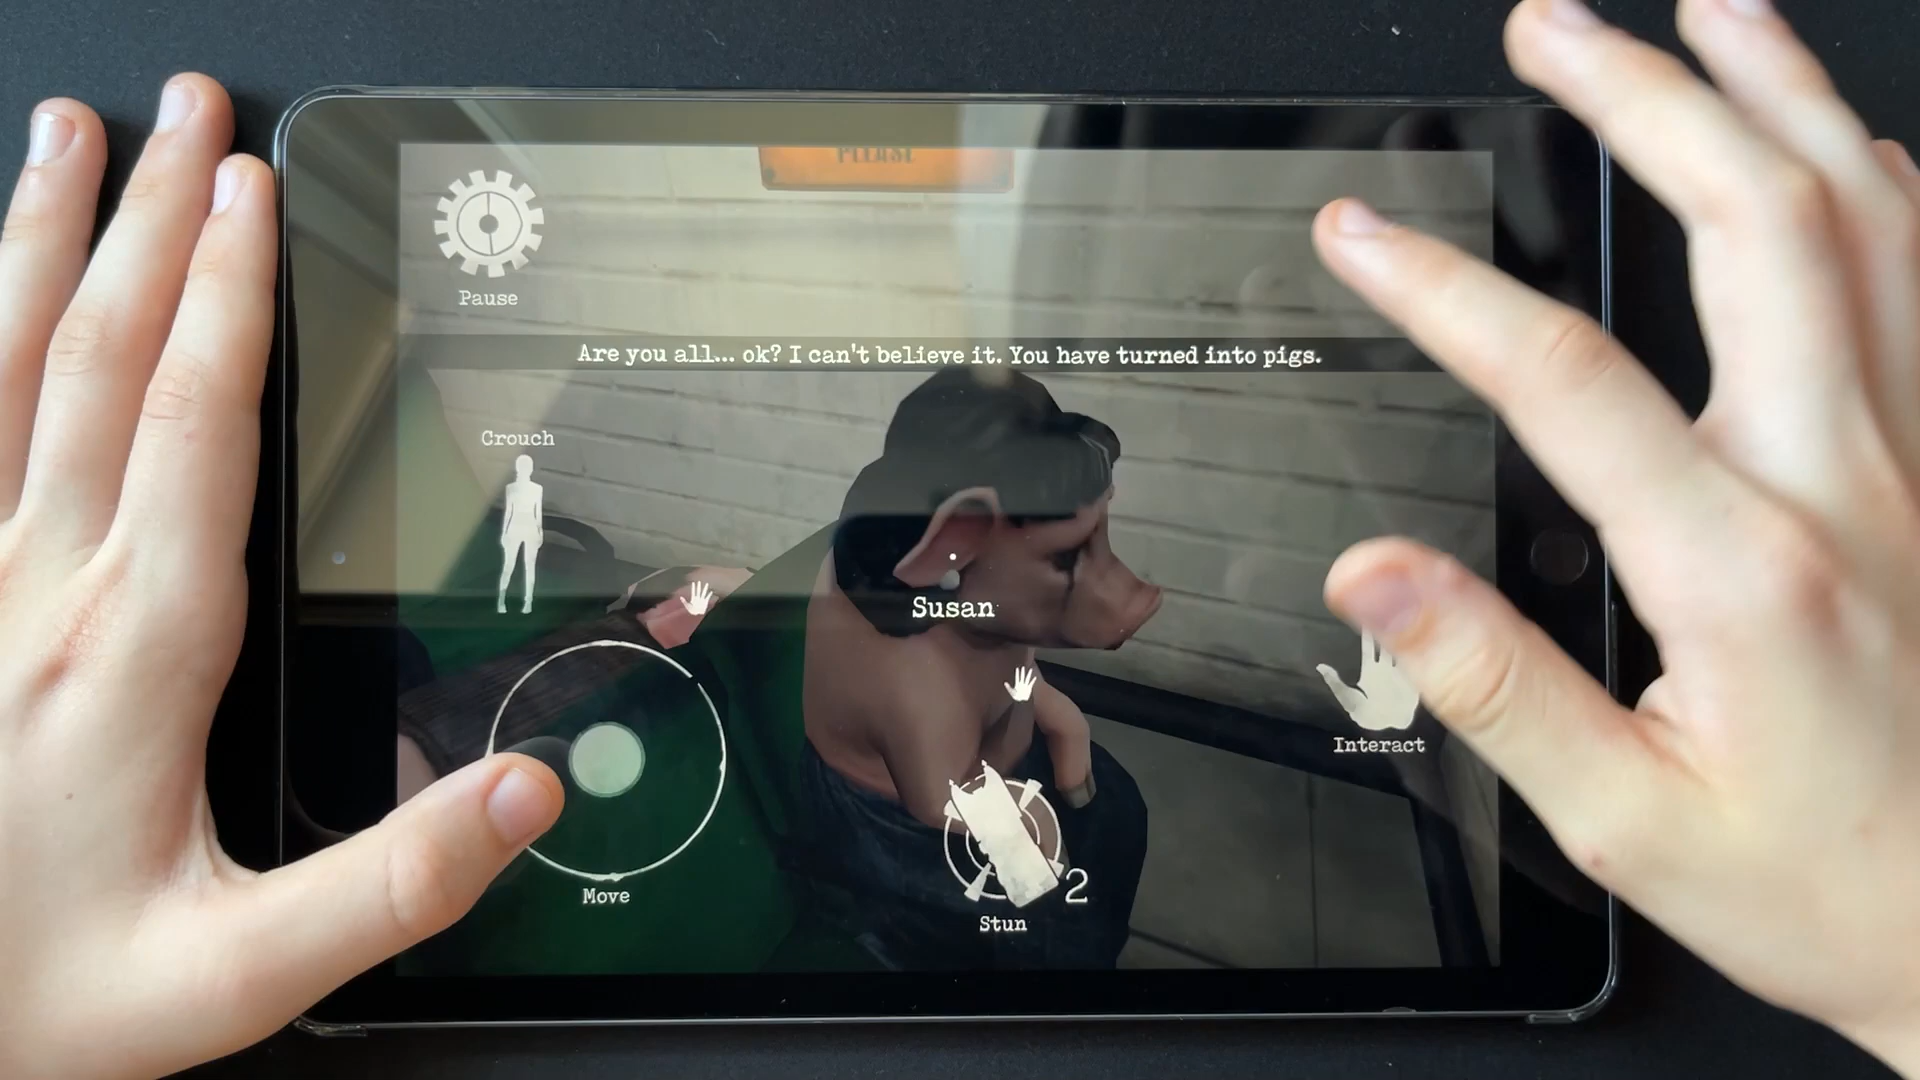 PLEASE
Pause
Are you all... ok? I can't believe it. You have turned into pigs.
Crouch
Susan
Interact
Move
2
Stun